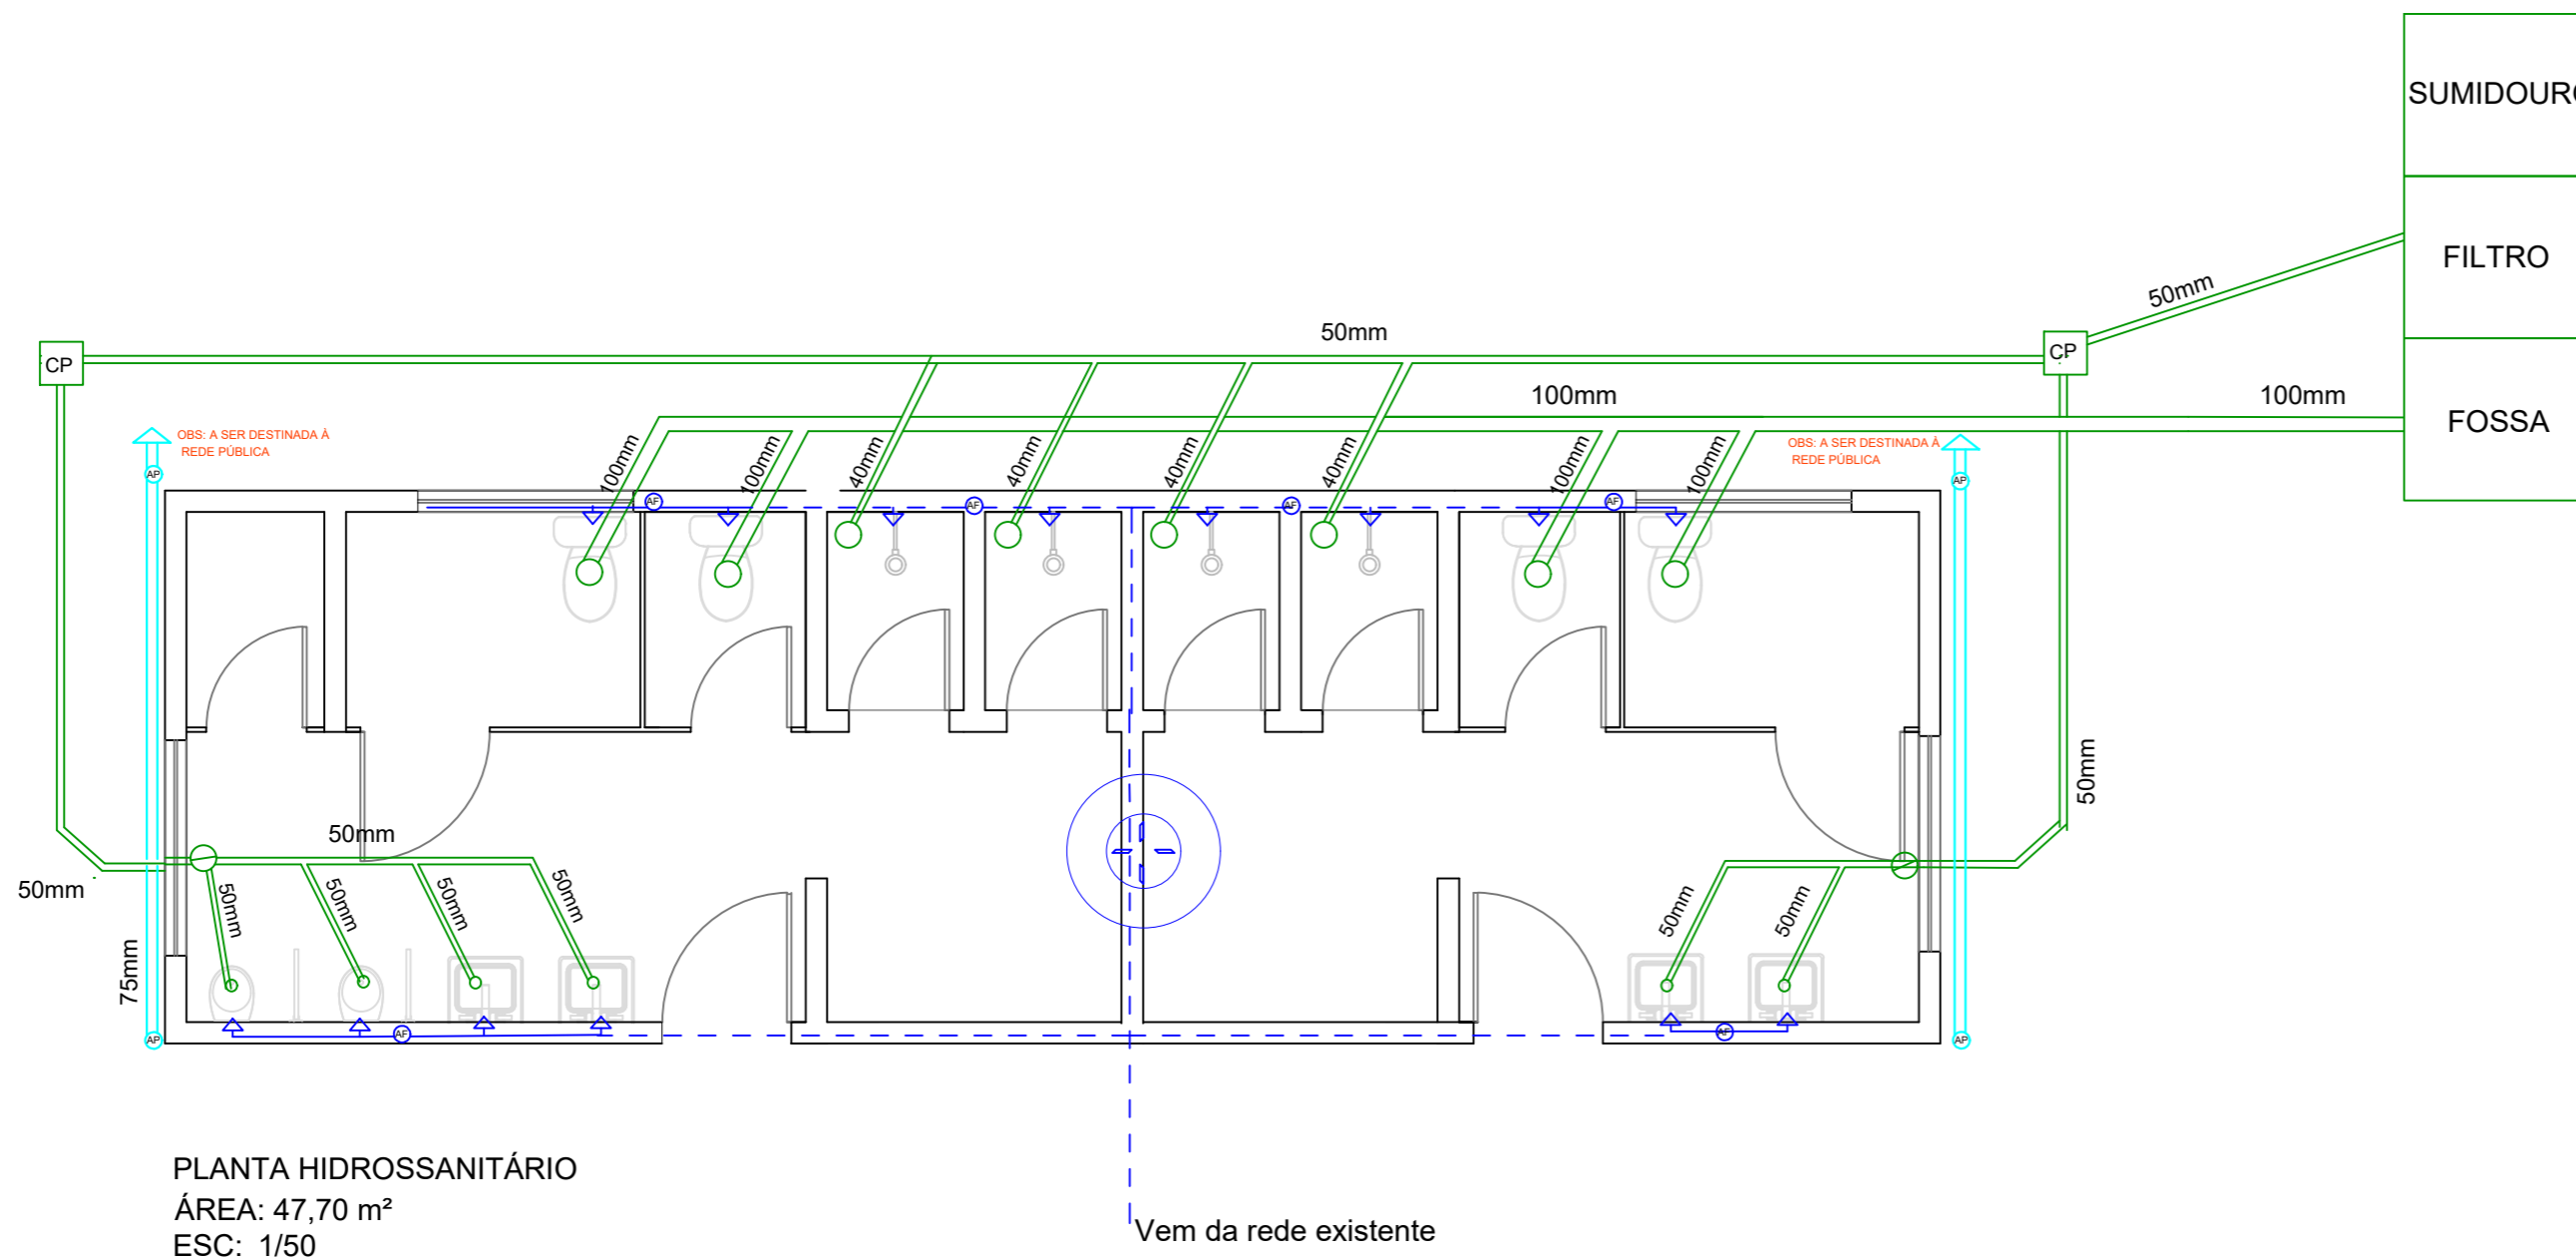 SUMIDOURO
FILTRO
50mm
50mm
CP
CP
100mm
100mm
FOSSA
OBS: A SER DESTINADA À
REDE PÚBLICA
OBS: A SER DESTINADA À
REDE PÚBLICA
100mm
100mm
40mm
40mm
40mm
40mm
100mm
100mm
AP
AP
AF
AF
AF
AF
50mm
50mm
50mm
50mm
50mm
50mm
50mm
50mm
50mm
75mm
AP
AF
AF
AP
PLANTA HIDROSSANITÁRIO
ÁREA: 47,70 m²
ESC: 1/50
Vem da rede existente